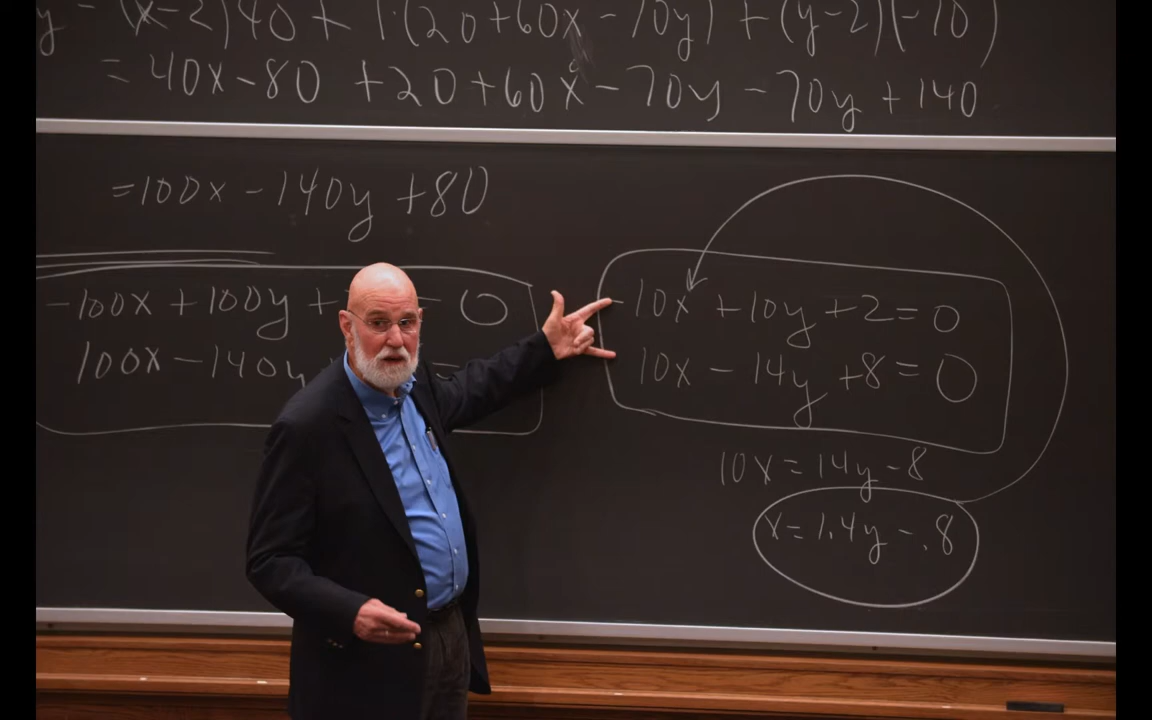 y = (x-2)40 + 1·(20+60x-70y) + (y-2)(-70)
= 40x-80 +20+60x-70y-70y+140
=100x-140y+80
-100x+100y+ = 0
100x-140y =
-10x+10y+2=0
10x-14y+8=0
10x=14y-8
x=1.4y-.8